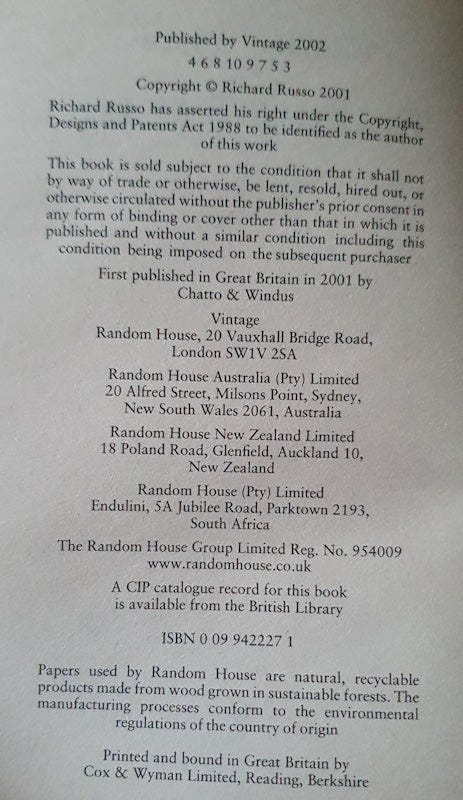 Published by Vintage 2002
4 6 8 10 9 7 5 3
Copyright © Richard Russo 2001
Richard Russo has asserted his right under the Copyright,
Designs and Patents Act 1988 to be identified as the author
of this work
This book is sold subject to the condition that it shall not
by way of trade or otherwise, be lent, resold, hired out, or
otherwise circulated without the publisher's prior consent in
any form of binding or cover other than that in which it is
published and without a similar condition including this
condition being imposed on the subsequent purchaser
First published in Great Britain in 2001 by
Chatto & Windus
Vintage
Random House, 20 Vauxhall Bridge Road,
London SW1V 2SA
Random House Australia (Pty) Limited
20 Alfred Street, Milsons Point, Sydney,
New South Wales 2061, Australia
Random House New Zealand Limited
18 Poland Road, Glenfield, Auckland 10,
New Zealand
Random House (Pty) Limited
Endulini, 5A Jubilee Road, Parktown 2193,
South Africa
The Random House Group Limited Reg. No. 954009
www.randomhouse.co.uk
A CIP catalogue record for this book
is available from the British Library
ISBN 0 09 942227 1
Papers used by Random House are natural, recyclable
products made from wood grown in sustainable forests. The
manufacturing processes conform to the environmental
regulations of the country of origin
Printed and bound in Great Britain by
Cox & Wyman Limited, Reading, Berkshire